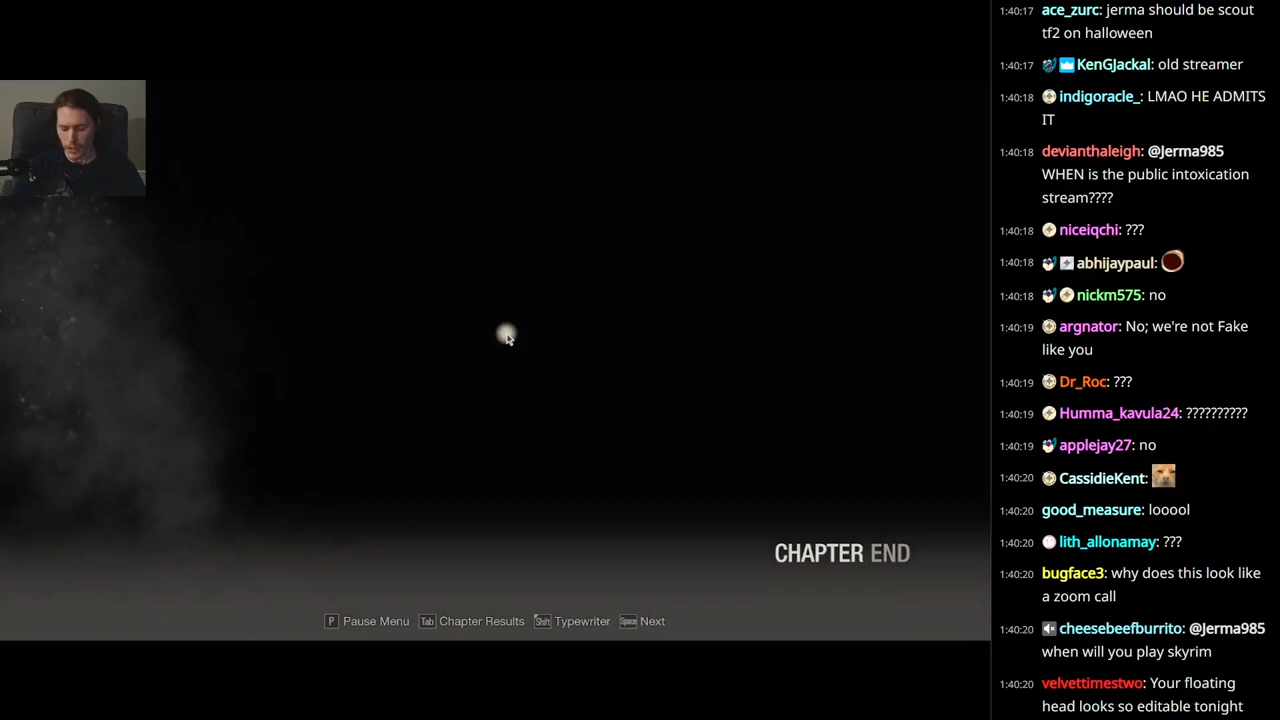 CHAPTER END
P Pause Menu Tab Chapter Results Shift Typewriter Space Next
1:40:17 ace_zurc: jerma should be scout
tf2 on halloween
1:40:17 KenGJackal: old streamer
1:40:18 indigoracle_: LMAO HE ADMITS
IT
1:40:18 devianthaleigh: @Jerma985
WHEN is the public intoxication
stream????
1:40:18 niceiqchi: ???
1:40:18 abhijaypaul:
1:40:18 nickm575: no
1:40:19 argnator: No; we're not Fake
like you
1:40:19 Dr_Roc: ???
1:40:19 Humma_kavula24: ??????????
1:40:19 applejay27: no
1:40:20 CassidieKent:
1:40:20 good_measure: looool
1:40:20 lith_allonamay: ???
1:40:20 bugface3: why does this look like
a zoom call
1:40:20 cheesebeefburrito: @Jerma985
when will you play skyrim
1:40:20 velvettimestwo: Your floating
head looks so editable tonight